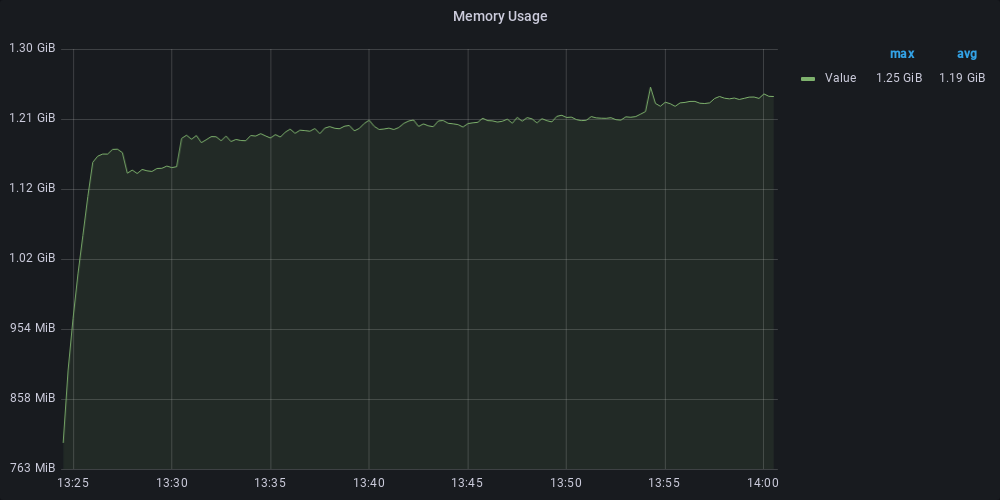 Memory Usage
max avg
Value 1.25 GiB 1.19 GiB
1.30 GiB
1.21 GiB
1.12 GiB
1.02 GiB
954 MiB
858 MiB
763 MiB
13:25 13:30 13:35 13:40 13:45 13:50 13:55 14:00